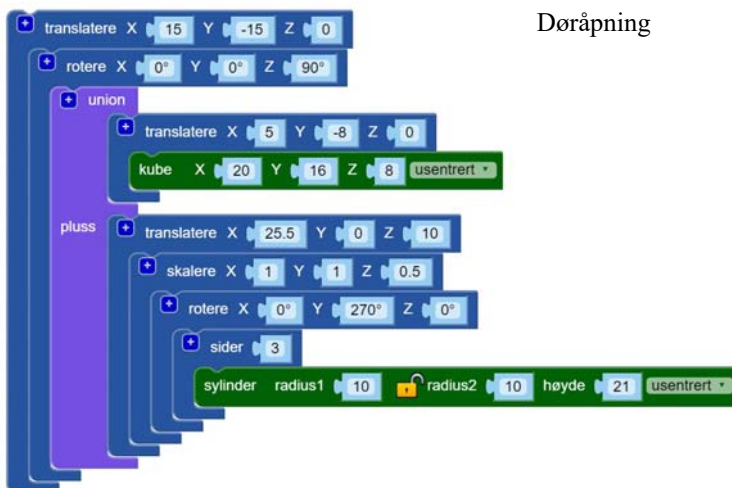 Døråpning
translatere X 15 Y -15 Z 0
rotere X 0° Y 0° Z 90°
union
translatere X 5 Y -8 Z 0
kube X 20 Y 16 Z 8 usentrert
pluss translatere X 25.5 Y 0 Z 10
skalere X 1 Y 1 Z 0.5
rotere X 0° Y 270° Z 0°
sider 3
sylinder radius1 10 radius2 10 høyde 21 usentrert